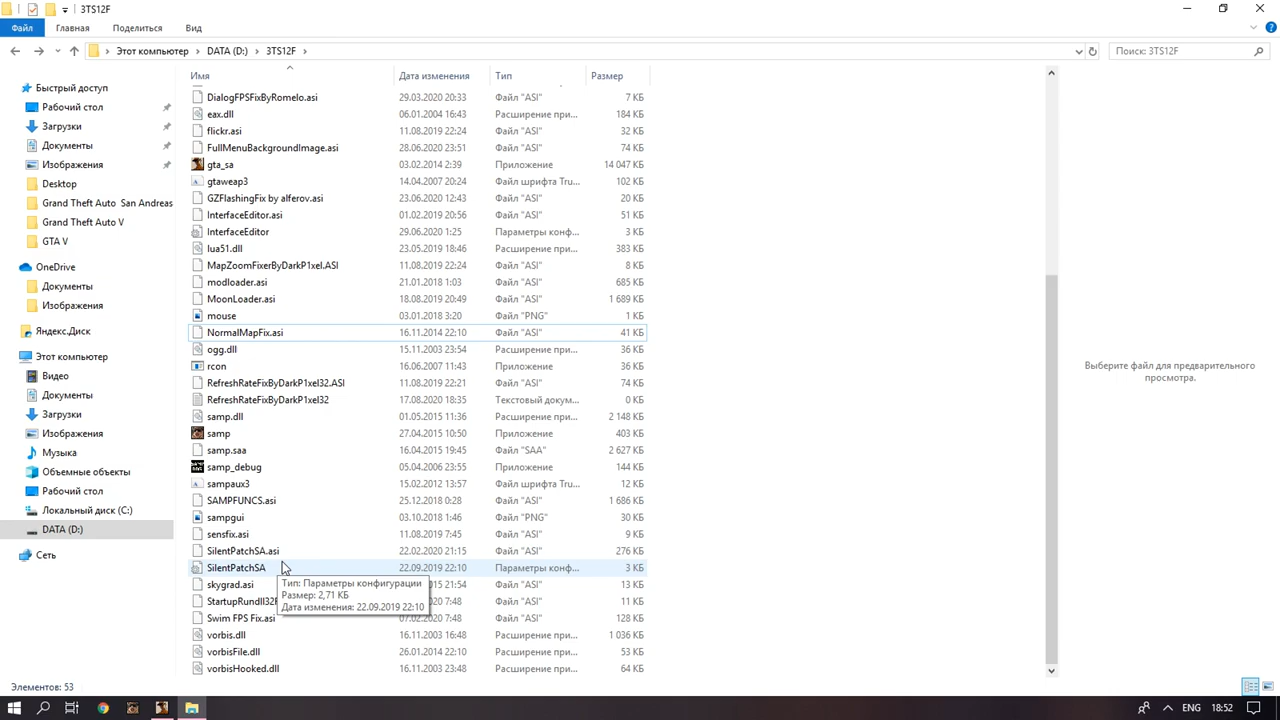 3TS12F
Файл
Главная
Поделиться
Вид
Этот компьютер
DATA (D:)
3TS12F
Поиск: 3TS12F
Имя
Дата изменения
Тип
Размер
Быстрый доступ
Рабочий стол
Загрузки
Документы
Изображения
Desktop
Grand Theft Auto San Andreas
Grand Theft Auto V
GTA V
OneDrive
Документы
Изображения
Яндекс.Диск
Этот компьютер
Видео
Документы
Загрузки
Изображения
Музыка
Объемные объекты
Рабочий стол
Локальный диск (C:)
DATA (D:)
Сеть
DialogFPSFixByRomelo.asi 29.03.2020 20:33 Файл "ASI" 7 КБ
eax.dll 6.01.2004 16:43 Расширение при... 184 КБ
flickr.asi 11.08.2019 22:24 Файл "ASI" 32 КБ
FullMenuBackgroundImage.asi 28.06.2020 23:51 Файл "ASI" 74 КБ
gta_sa 03.02.2014 2:39 Приложение 14 047 КБ
gtaweap3 14.04.2007 20:24 Файл шрифта Tru... 102 КБ
GZFlashingFix by alferov.asi 23.06.2020 12:43 Файл "ASI" 20 КБ
InterfaceEditor.asi 01.02.2019 20:56 Файл "ASI" 51 КБ
InterfaceEditor 29.06.2020 1:25 Параметры конф... 3 КБ
lua51.dll 23.05.2019 18:46 Расширение при... 383 КБ
MapZoomFixerByDarkP1xel.ASI 11.08.2019 22:24 Файл "ASI" 8 КБ
modloader.asi 21.01.2018 1:03 Файл "ASI" 685 КБ
MoonLoader.asi 18.08.2019 20:49 Файл "ASI" 1 689 КБ
mouse 03.01.2018 3:20 Файл "PNG" 1 КБ
NormalMapFix.asi 16.11.2014 22:10 Файл "ASI" 41 КБ
ogg.dll 15.11.2003 23:54 Расширение при... 36 КБ
rcon 16.06.2007 11:43 Приложение 36 КБ
RefreshRateFixByDarkP1xel32.ASI 11.08.2019 22:21 Файл "ASI" 74 КБ
RefreshRateFixByDarkP1xel32 17.08.2020 18:35 Текстовый докум... 0 КБ
samp.dll 01.05.2015 11:36 Расширение при... 2 148 КБ
samp 27.04.2015 10:50 Приложение 403 КБ
samp.saa 16.04.2015 19:45 Файл "SAA" 2 627 КБ
samp_debug 05.04.2006 23:55 Приложение 144 КБ
sampaux3 15.02.2012 13:57 Файл шрифта Tru... 12 КБ
SAMPFUNCS.asi 25.12.2018 0:28 Файл "ASI" 1 686 КБ
sampgui 03.10.2018 1:46 Файл "PNG" 30 КБ
sensfix.asi 11.08.2019 7:45 Файл "ASI" 9 КБ
SilentPatchSA.asi 22.02.2020 21:15 Файл "ASI" 276 КБ
SilentPatchSA 22.09.2019 22:10 Параметры конф... 3 КБ
skygrad.asi 2015 21:54 Файл "ASI" 13 КБ
StartupRundll32F 2020 7:48 Файл "ASI" 11 КБ
Swim FPS Fix.asi 07.02.2020 7:48 Файл "ASI" 128 КБ
vorbis.dll 16.11.2003 16:48 Расширение при... 1 036 КБ
vorbisFile.dll 26.01.2014 22:10 Расширение при... 53 КБ
vorbisHooked.dll 16.11.2003 23:48 Расширение при... 64 КБ
Тип: Параметры конфигурации
Размер: 2,71 КБ
Дата изменения: 22.09.2019 22:10
Выберите файл для предварительного
просмотра.
Элементов: 53
ENG 18:52